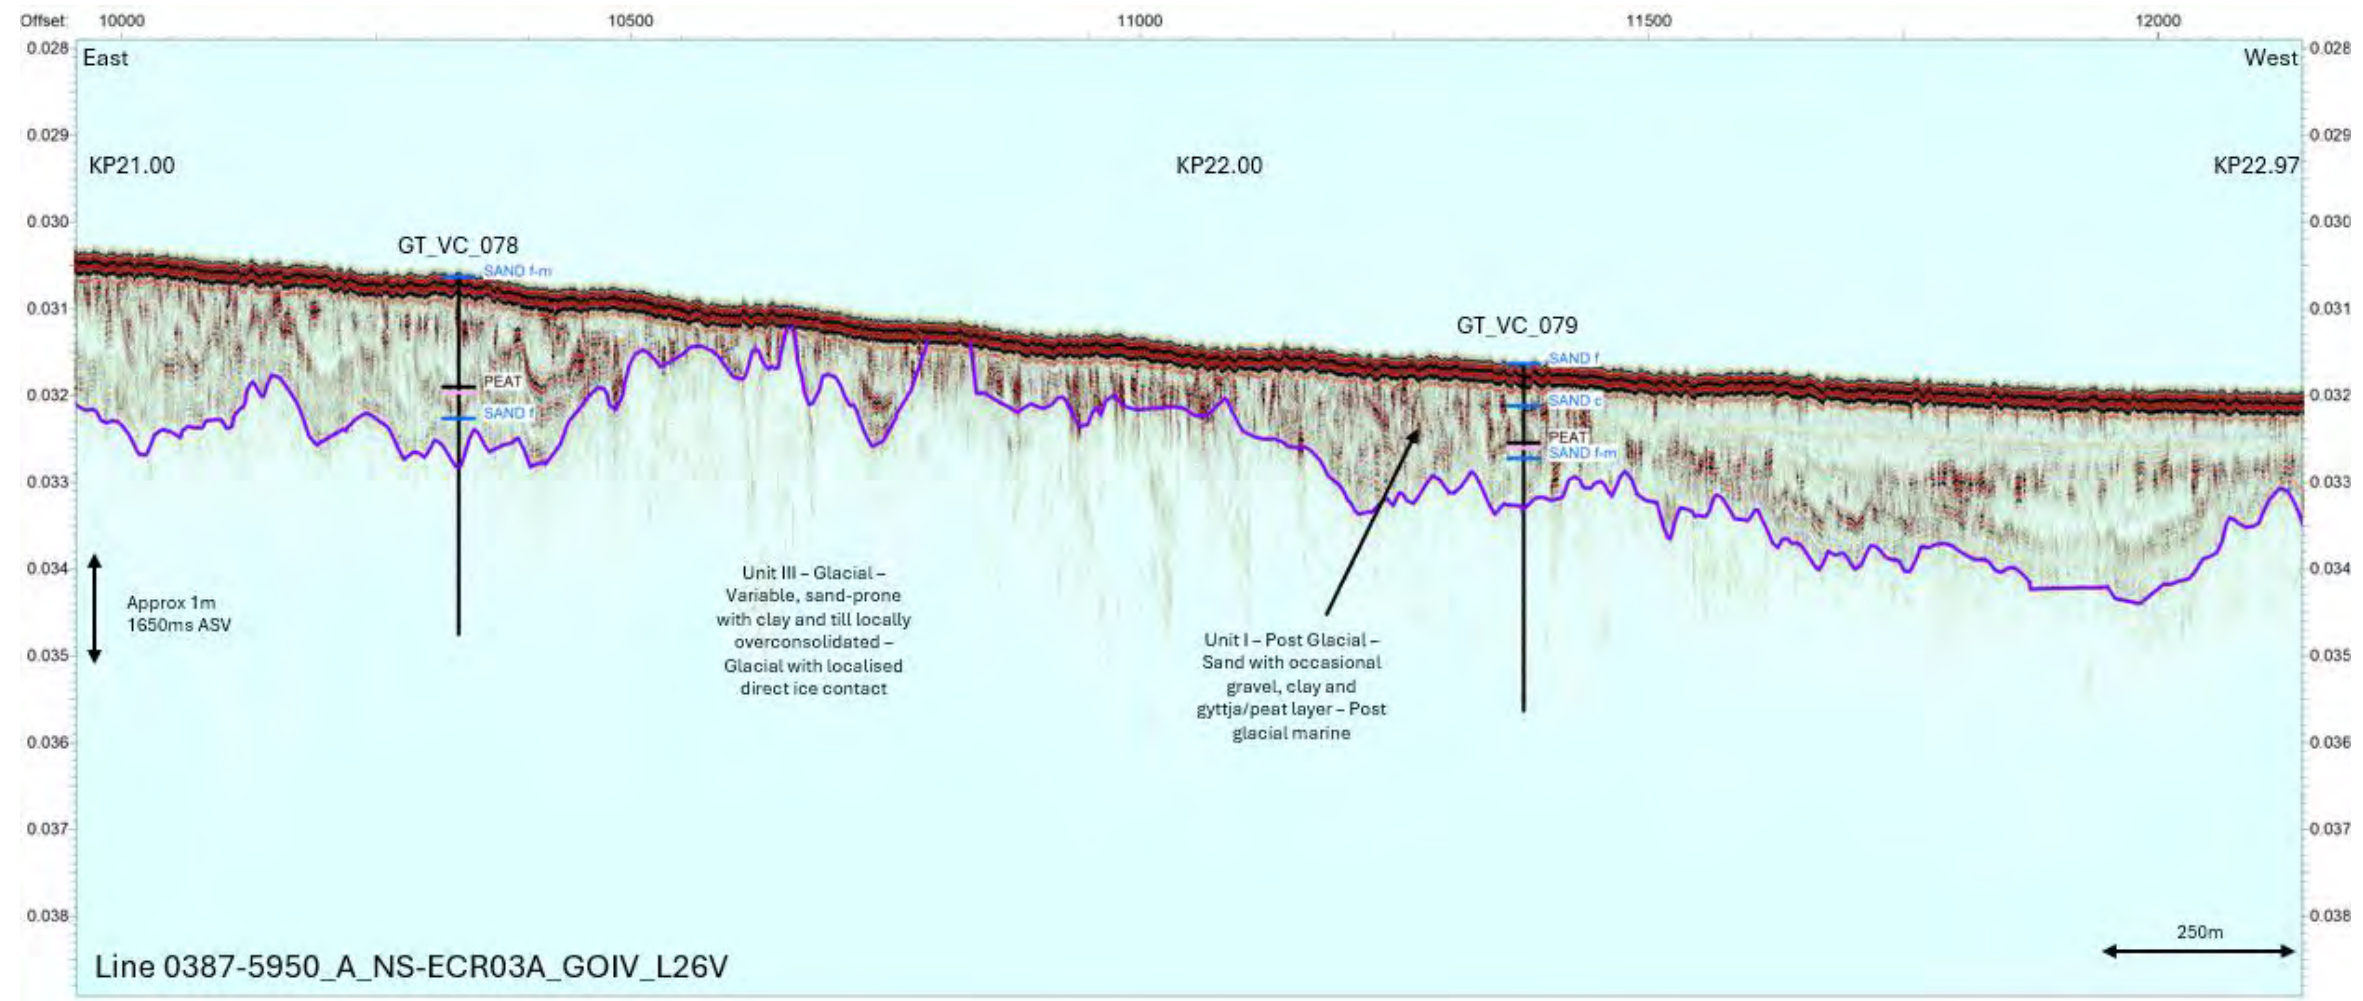 Offset: 10000 10500 11000 11500 12000
0.028 0.028
East West
0.029 0.029
KP21.00 KP22.00 KP22.97
0.030 0.030
GT_VC_078
SAND f-m
0.031 0.031
GT_VC_079
SAND f
PEAT
0.032 0.032
SAND c
SAND f
PEAT
SAND f-m
0.033 0.033
0.034 0.034
Approx 1m
1650ms ASV
Unit III – Glacial –
Variable, sand-prone
with clay and till locally
overconsolidated –
Glacial with localised
direct ice contact
Unit I – Post Glacial –
Sand with occasional
gravel, clay and
gyttja/peat layer – Post
glacial marine
0.035 0.035
0.036 0.036
0.037 0.037
0.038 0.038
250m
Line 0387-5950_A_NS-ECR03A_GOIV_L26V